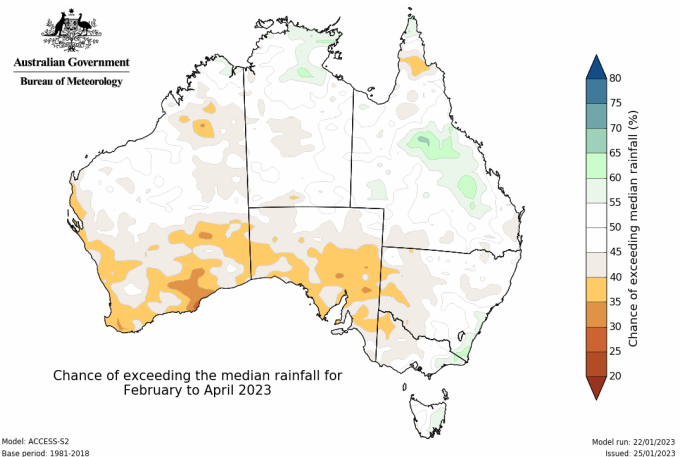 Australian Government
Bureau of Meteorology
80
75
70
65
60
55
50
45
40
35
30
25
20
Chance of exceeding median rainfall (%)
Chance of exceeding the median rainfall for
February to April 2023
Model: ACCESS-S2
Base period: 1981-2018
Model run: 22/01/2023
Issued: 25/01/2023